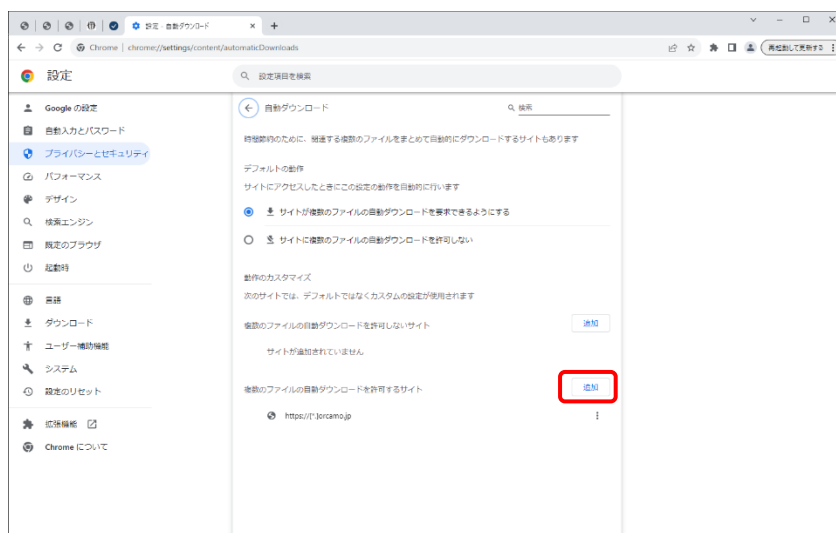 設定 - 自動ダウンロード
Chrome | chrome://settings/content/automaticDownloads
再起動して更新する
設定
設定項目を検索
Google の設定
自動入力とパスワード
プライバシーとセキュリティ
パフォーマンス
デザイン
検索エンジン
既定のブラウザ
起動時
言語
ダウンロード
ユーザー補助機能
システム
設定のリセット
拡張機能
Chrome について
自動ダウンロード
検索
時間節約のために、関連する複数のファイルをまとめて自動的にダウンロードするサイトもあります
デフォルトの動作
サイトにアクセスしたときにこの設定の動作を自動的に行います
サイトが複数のファイルの自動ダウンロードを要求できるようにする
サイトに複数のファイルの自動ダウンロードを許可しない
動作のカスタマイズ
次のサイトでは、デフォルトではなくカスタムの設定が使用されます
複数のファイルの自動ダウンロードを許可しないサイト
追加
サイトが追加されていません
複数のファイルの自動ダウンロードを許可するサイト
追加
https://[*.]orcamo.jp